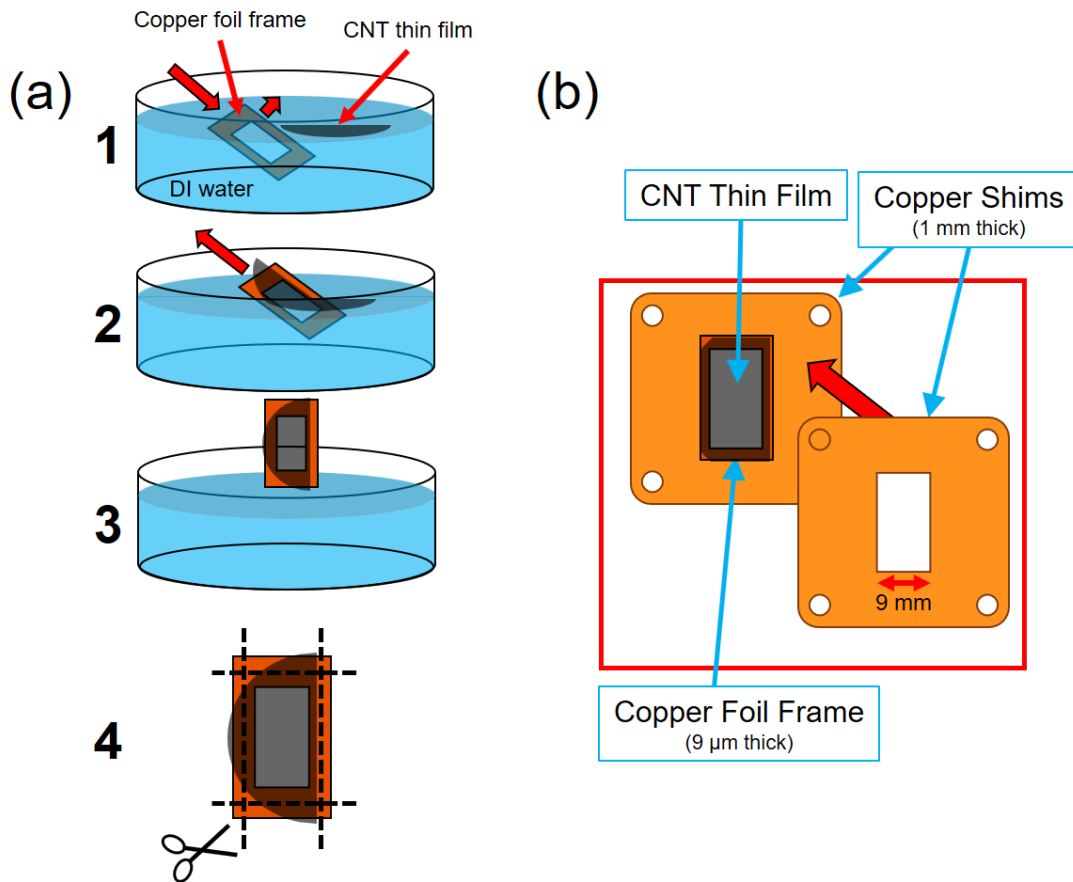 (a)
Copper foil frame
CNT thin film
1
DI water
2
3
4
(b)
CNT Thin Film
Copper Shims
(1 mm thick)
9 mm
Copper Foil Frame
(9 μm thick)